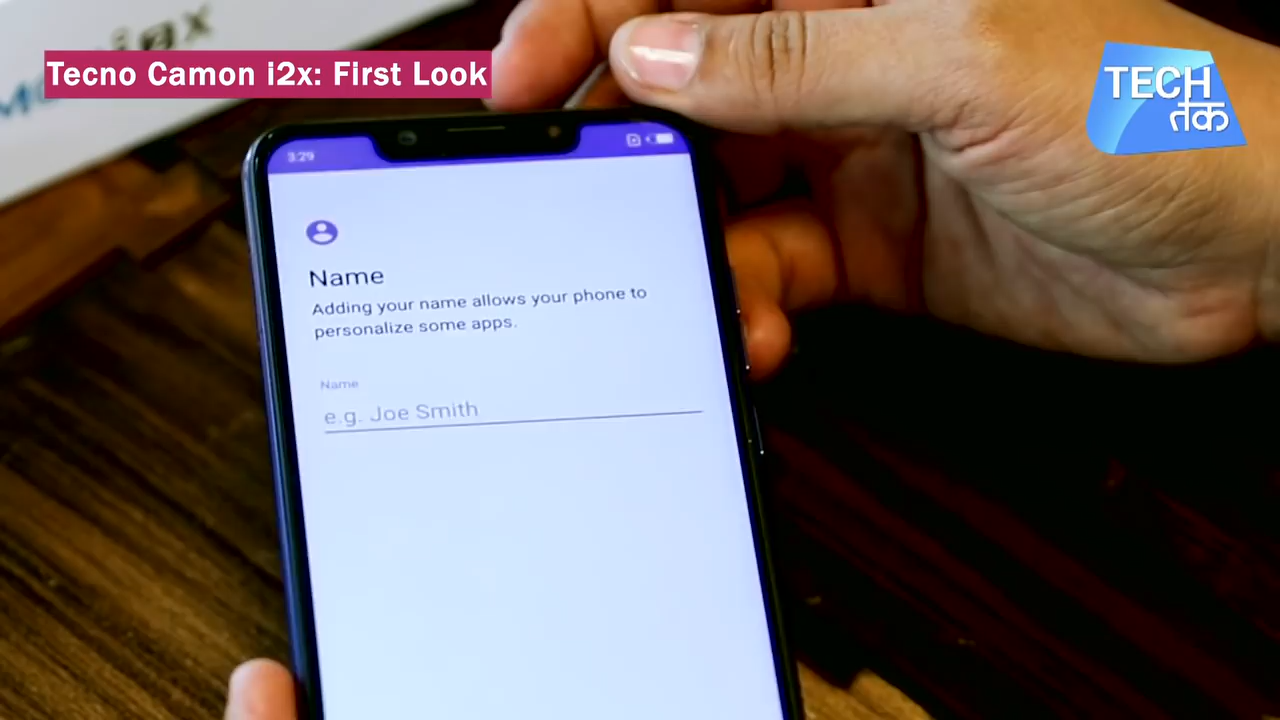 Tecno Camon i2x: First Look
TECH
तक
3:29
Name
Adding your name allows your phone to
personalize some apps.
Name
e.g. Joe Smith